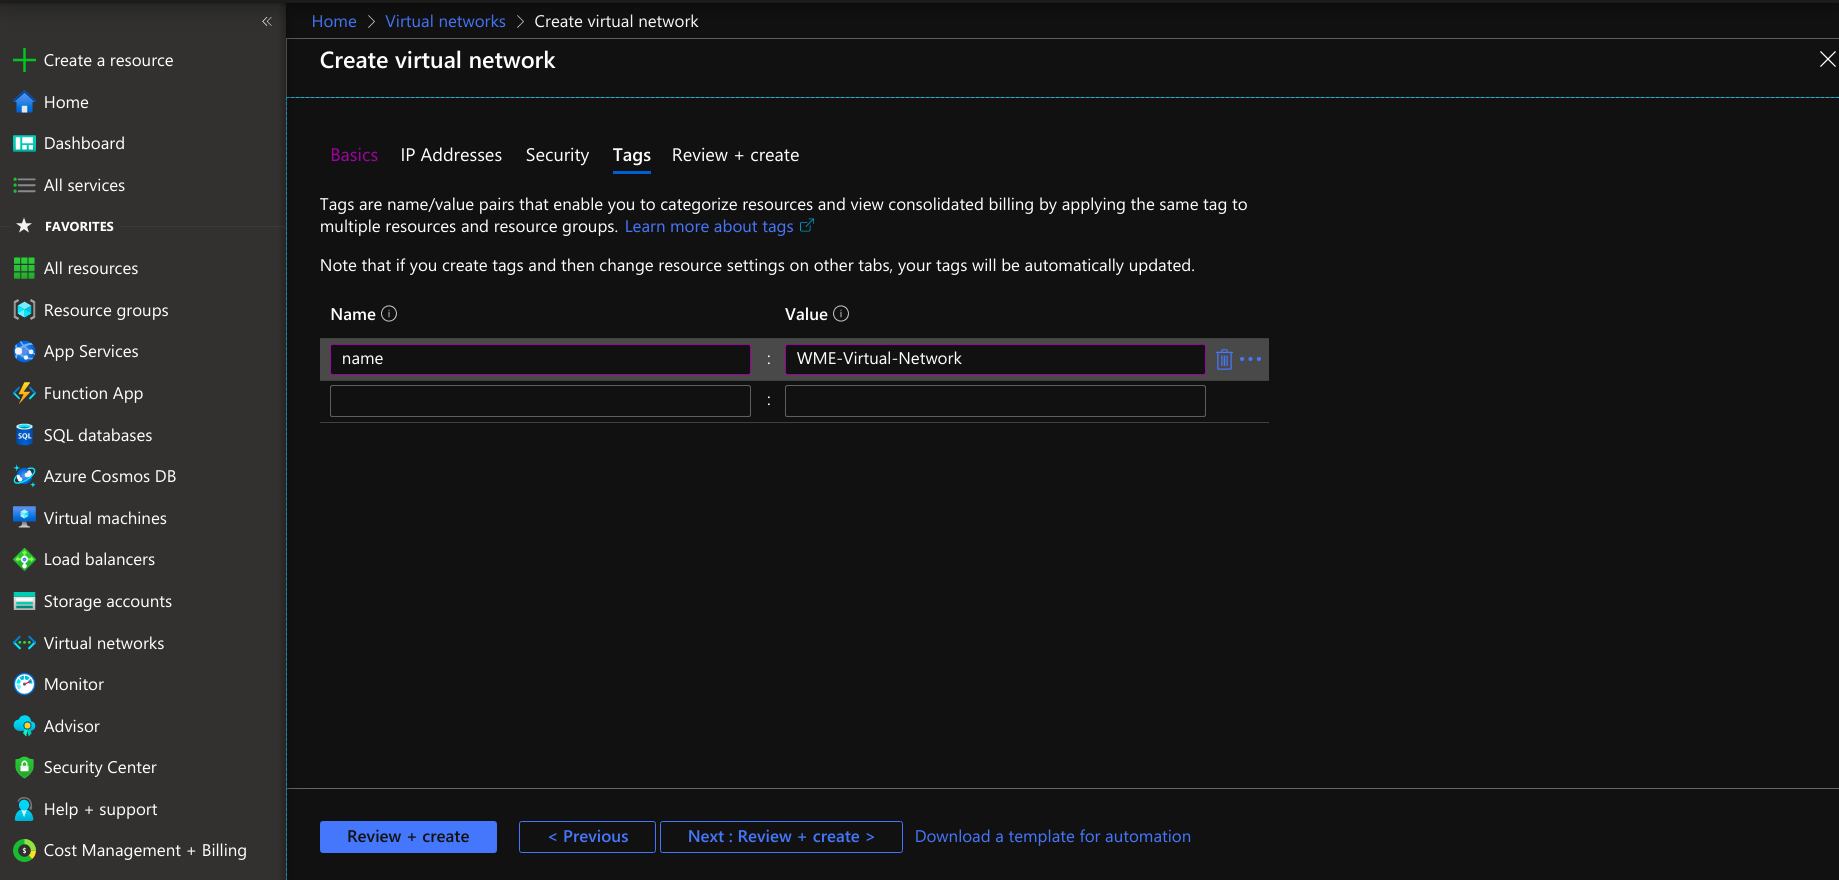 Home > Virtual networks > Create virtual network
Create virtual network
Create a resource
Home
Dashboard
All services
FAVORITES
All resources
Resource groups
App Services
Function App
SQL databases
Azure Cosmos DB
Virtual machines
Load balancers
Storage accounts
Virtual networks
Monitor
Advisor
Security Center
Help + support
Cost Management + Billing
Basics IP Addresses Security Tags Review + create
Tags are name/value pairs that enable you to categorize resources and view consolidated billing by applying the same tag to
multiple resources and resource groups. Learn more about tags
Note that if you create tags and then change resource settings on other tabs, your tags will be automatically updated.
Name Value
name : WME-Virtual-Network
:
Review + create < Previous Next : Review + create > Download a template for automation